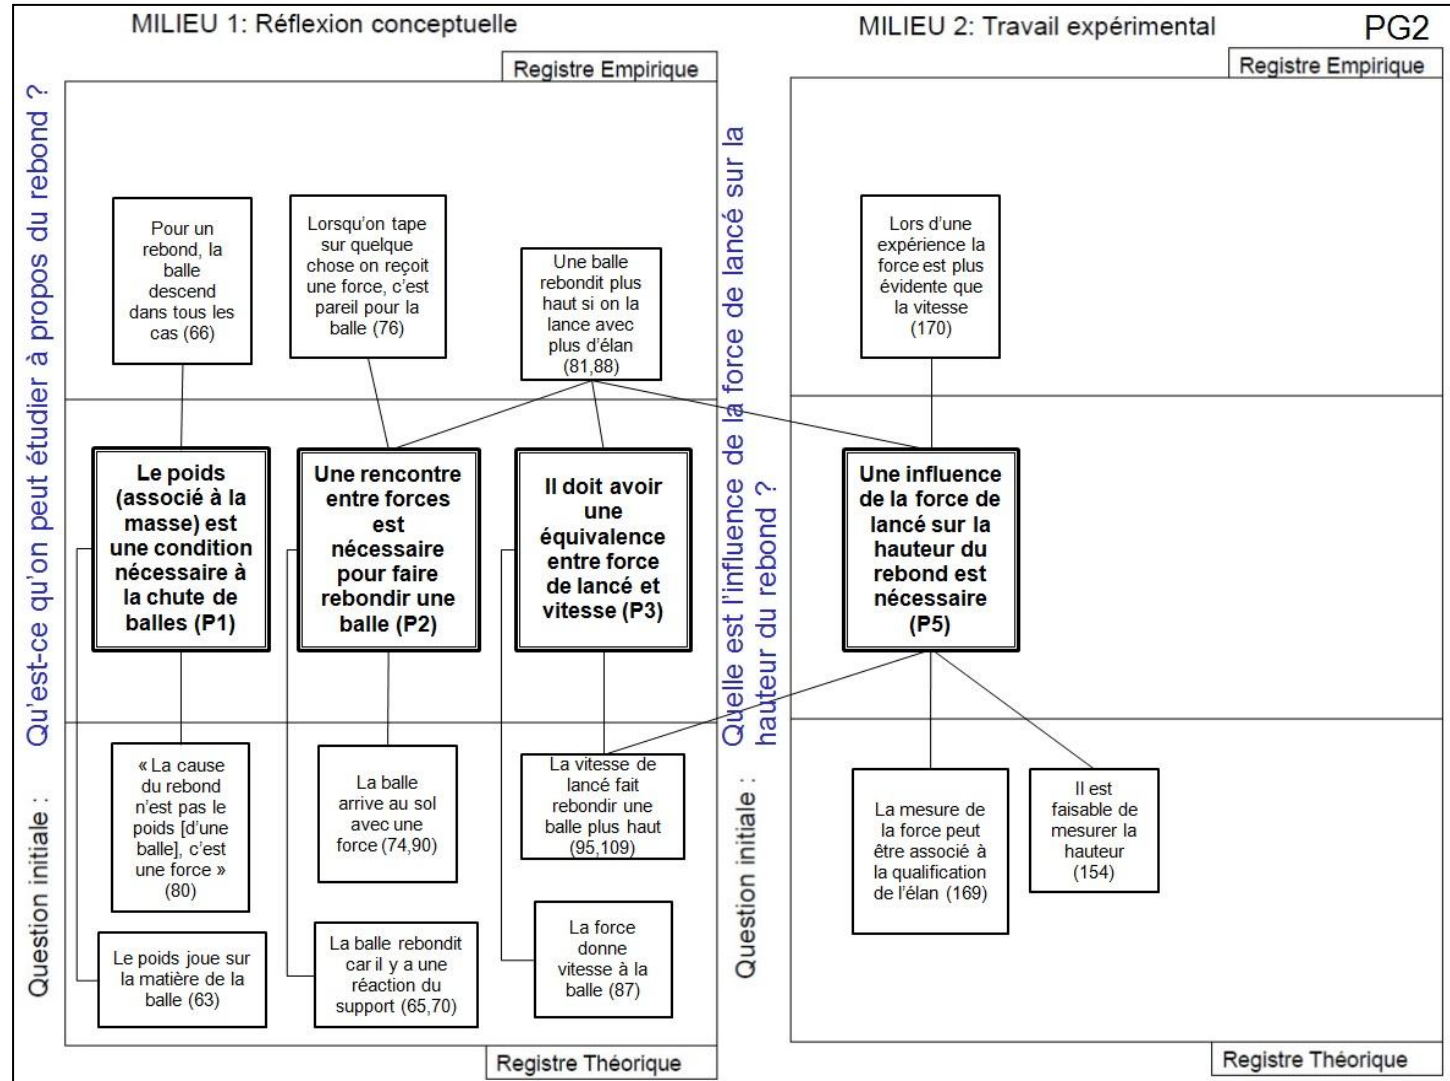 MILIEU 1: Réflexion conceptuelle
MILIEU 2: Travail expérimental
PG2
Registre Empirique
Registre Empirique
Question initiale : Qu'est-ce qu'on peut étudier à propos du rebond ?
Pour un
rebond, la
balle
descend
dans tous les
cas (66)
Lorsqu'on tape
sur quelque
chose on reçoit
une force, c'est
pareil pour la
balle (76)
Une balle
rebondit plus
haut si on la
lance avec
plus d'élan
(81,88)
Le poids
(associé à la
masse) est
une condition
nécessaire à
la chute de
balles (P1)
Une rencontre
entre forces
est
nécessaire
pour faire
rebondir une
balle (P2)
Il doit avoir
une
équivalence
entre force
de lancé et
vitesse (P3)
« La cause
du rebond
n'est pas le
poids [d'une
balle], c'est
une force »
(80)
La balle
arrive au sol
avec une
force (74,90)
La vitesse de
lancé fait
rebondir une
balle plus haut
(95,109)
Le poids joue sur
la matière de la
balle (63)
La balle rebondit
car il y a une
réaction du
support (65,70)
La force
donne
vitesse à la
balle (87)
Registre Théorique
Question initiale : Quelle est l'influence de la force de lancé sur la
hauteur du rebond ?
Lors d'une
expérience la
force est plus
évidente que
la vitesse
(170)
Une influence
de la force de
lancé sur la
hauteur du
rebond est
nécessaire
(P5)
La mesure de
la force peut
être associé à
la qualification
de l'élan (169)
Il est
faisable de
mesurer la
hauteur
(154)
Registre Théorique